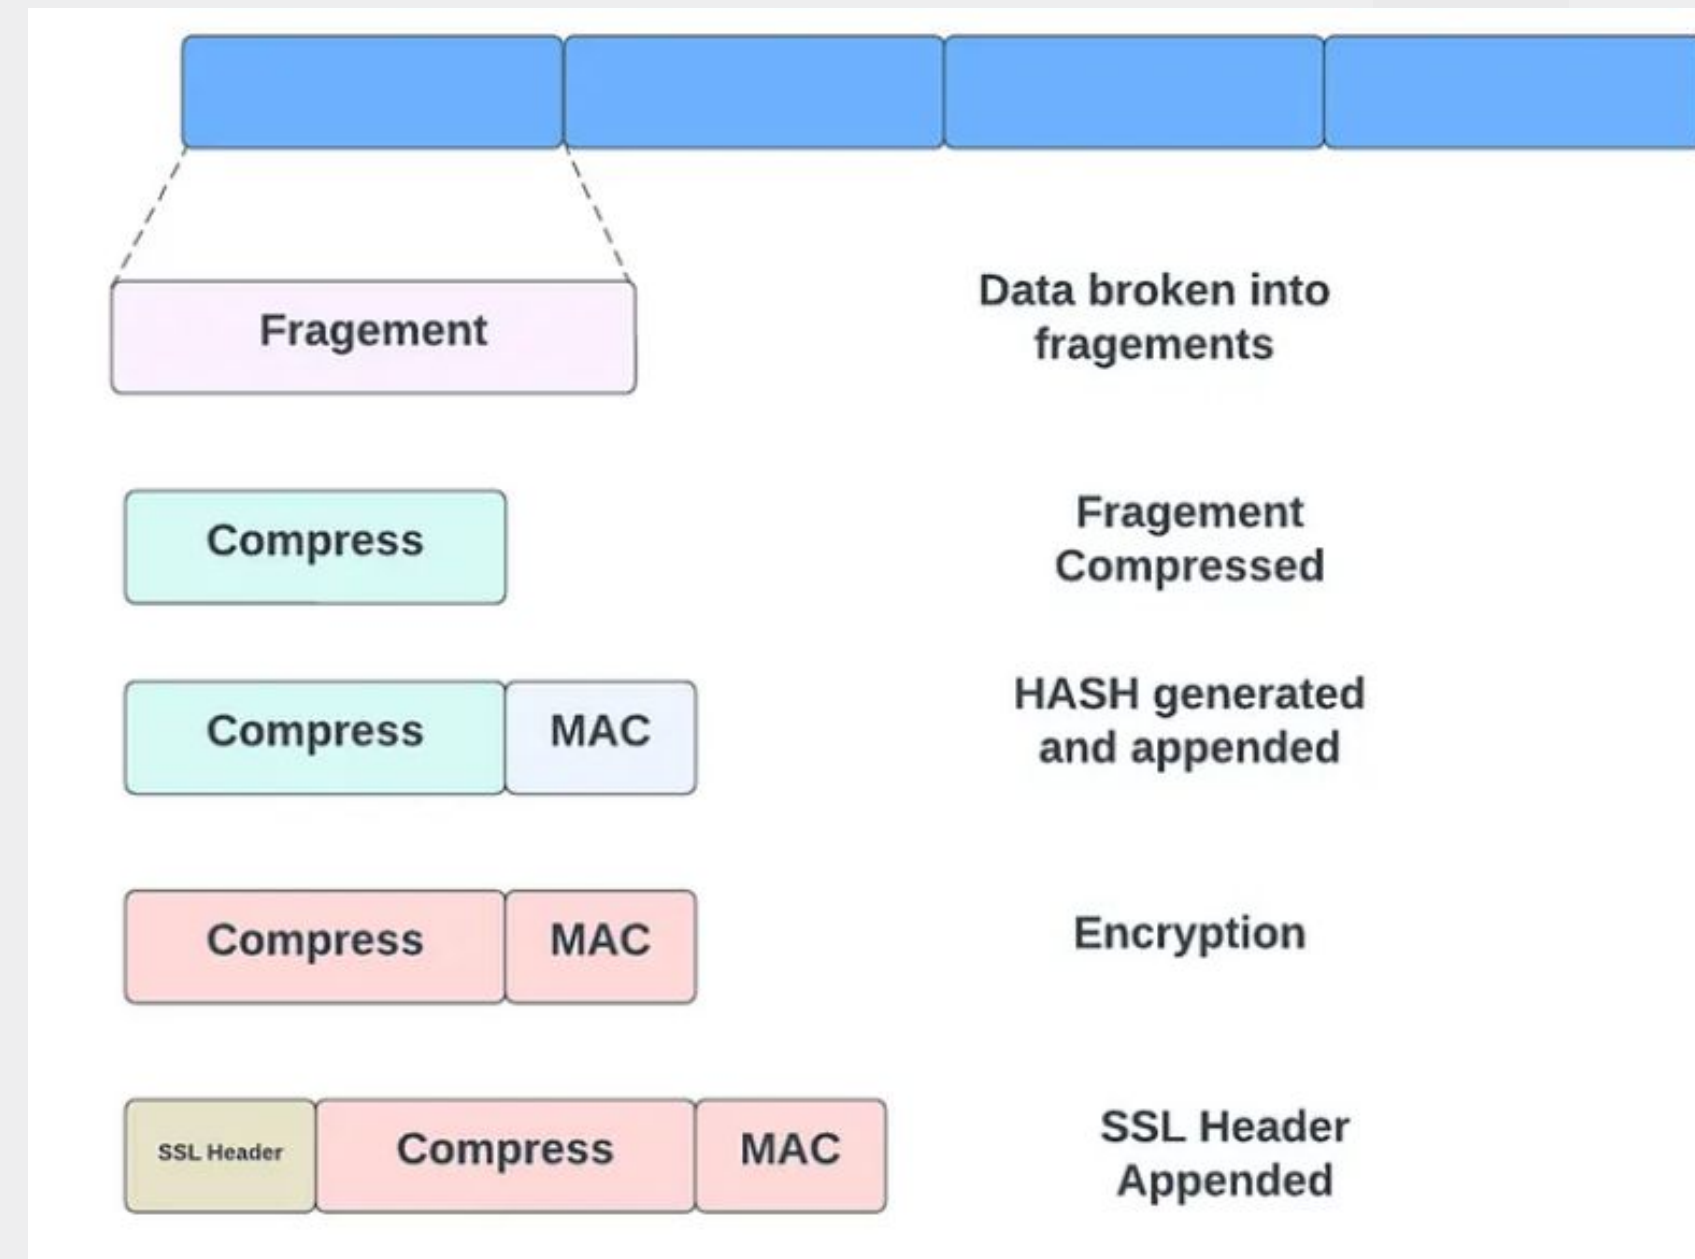 Fragement
Data broken into
fragements
Compress
Fragement
Compressed
Compress
MAC
HASH generated
and appended
Compress
MAC
Encryption
SSL Header
Compress
MAC
SSL Header
Appended